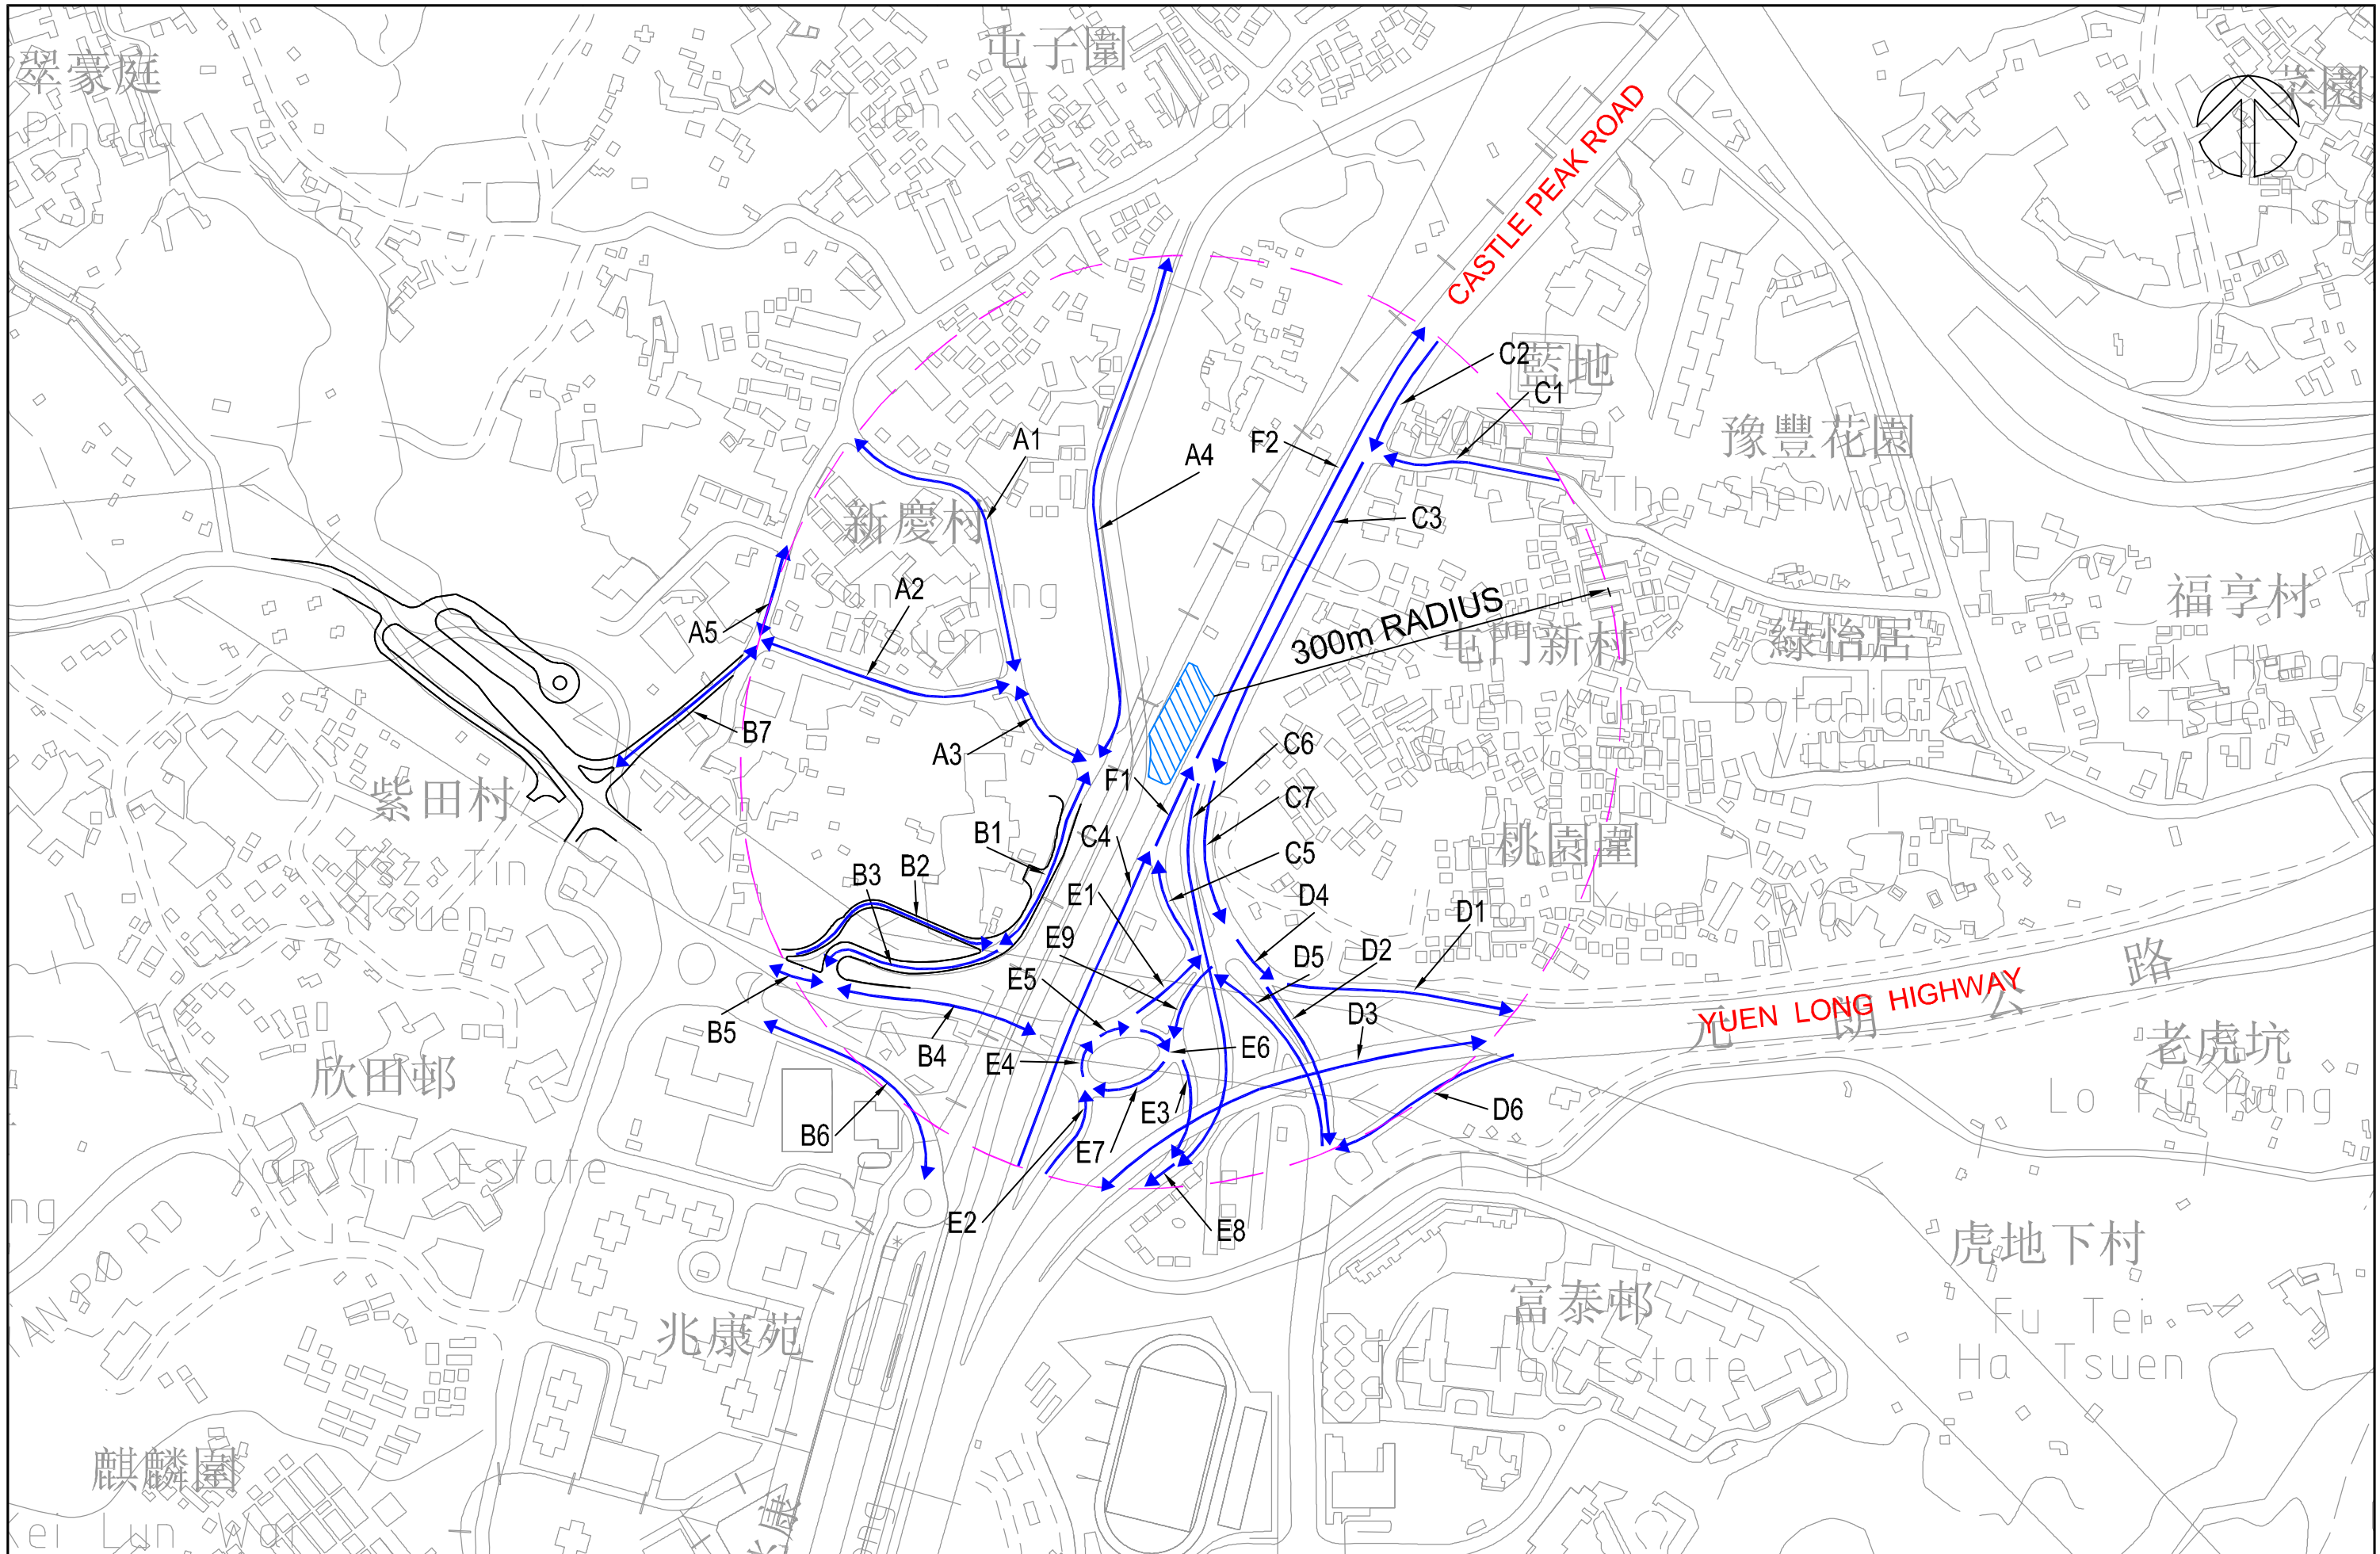 翠豪庭
Pinoca
屯子圍
Tuen Tsz Wai
菜園
Tsoi
CASTLE PEAK ROAD
藍地
Lam Tei
C2
C1
豫豐花園
The Sherwood
A1
A4
F2
C3
新慶村
San Hing
Tsuen
A2
A5
300m RADIUS
屯門新村
Tuen Mun
San Tsuen
綠怡居
Botania
Villa
福亨村
Fuk Hang
Tsuen
B7
A3
C6
F1
C7
紫田村
Tsz Tin
Tsuen
B1
C4
C5
桃園圍
To Yuen Wai
B3
B2
E1
D4
D1
E9
D2
D5
E5
YUEN LONG HIGHWAY
元朗公路
B5
B4
E4
E6
D3
老虎坑
Lo Fu Hang
欣田邨
Yan Tin Estate
B6
E7
E3
D6
E2
E8
虎地下村
Fu Tei
Ha Tsuen
兆康苑
富泰邨
Fu Tai Estate
麒麟圍
Kei Lun Wai